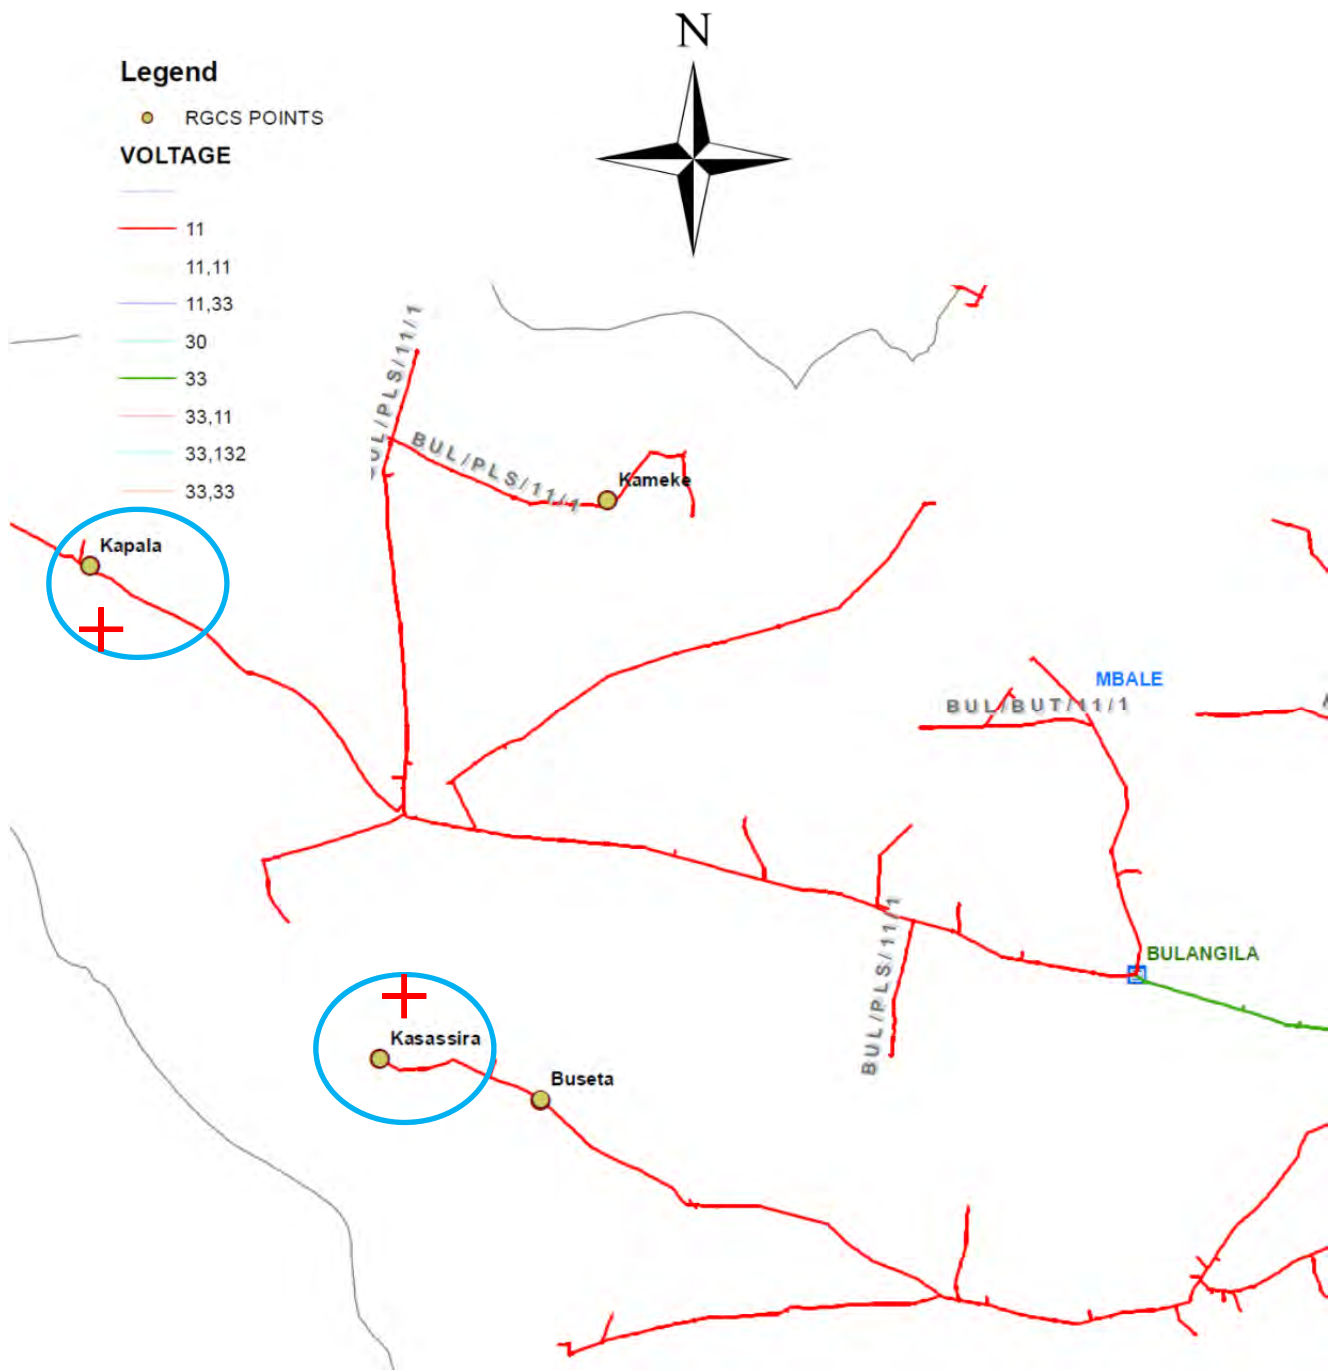 N
Legend
RGCS POINTS
VOLTAGE
11
11,11
11,33
30
33
33,11
33,132
33,33
BUL/PLS/11/1
BUL/PLS/11/1
Kameke
Kapala
MBALE
BUL/BUT/11/1
BUL/PLS/11/1
BULANGILA
Kasassira
Buseta